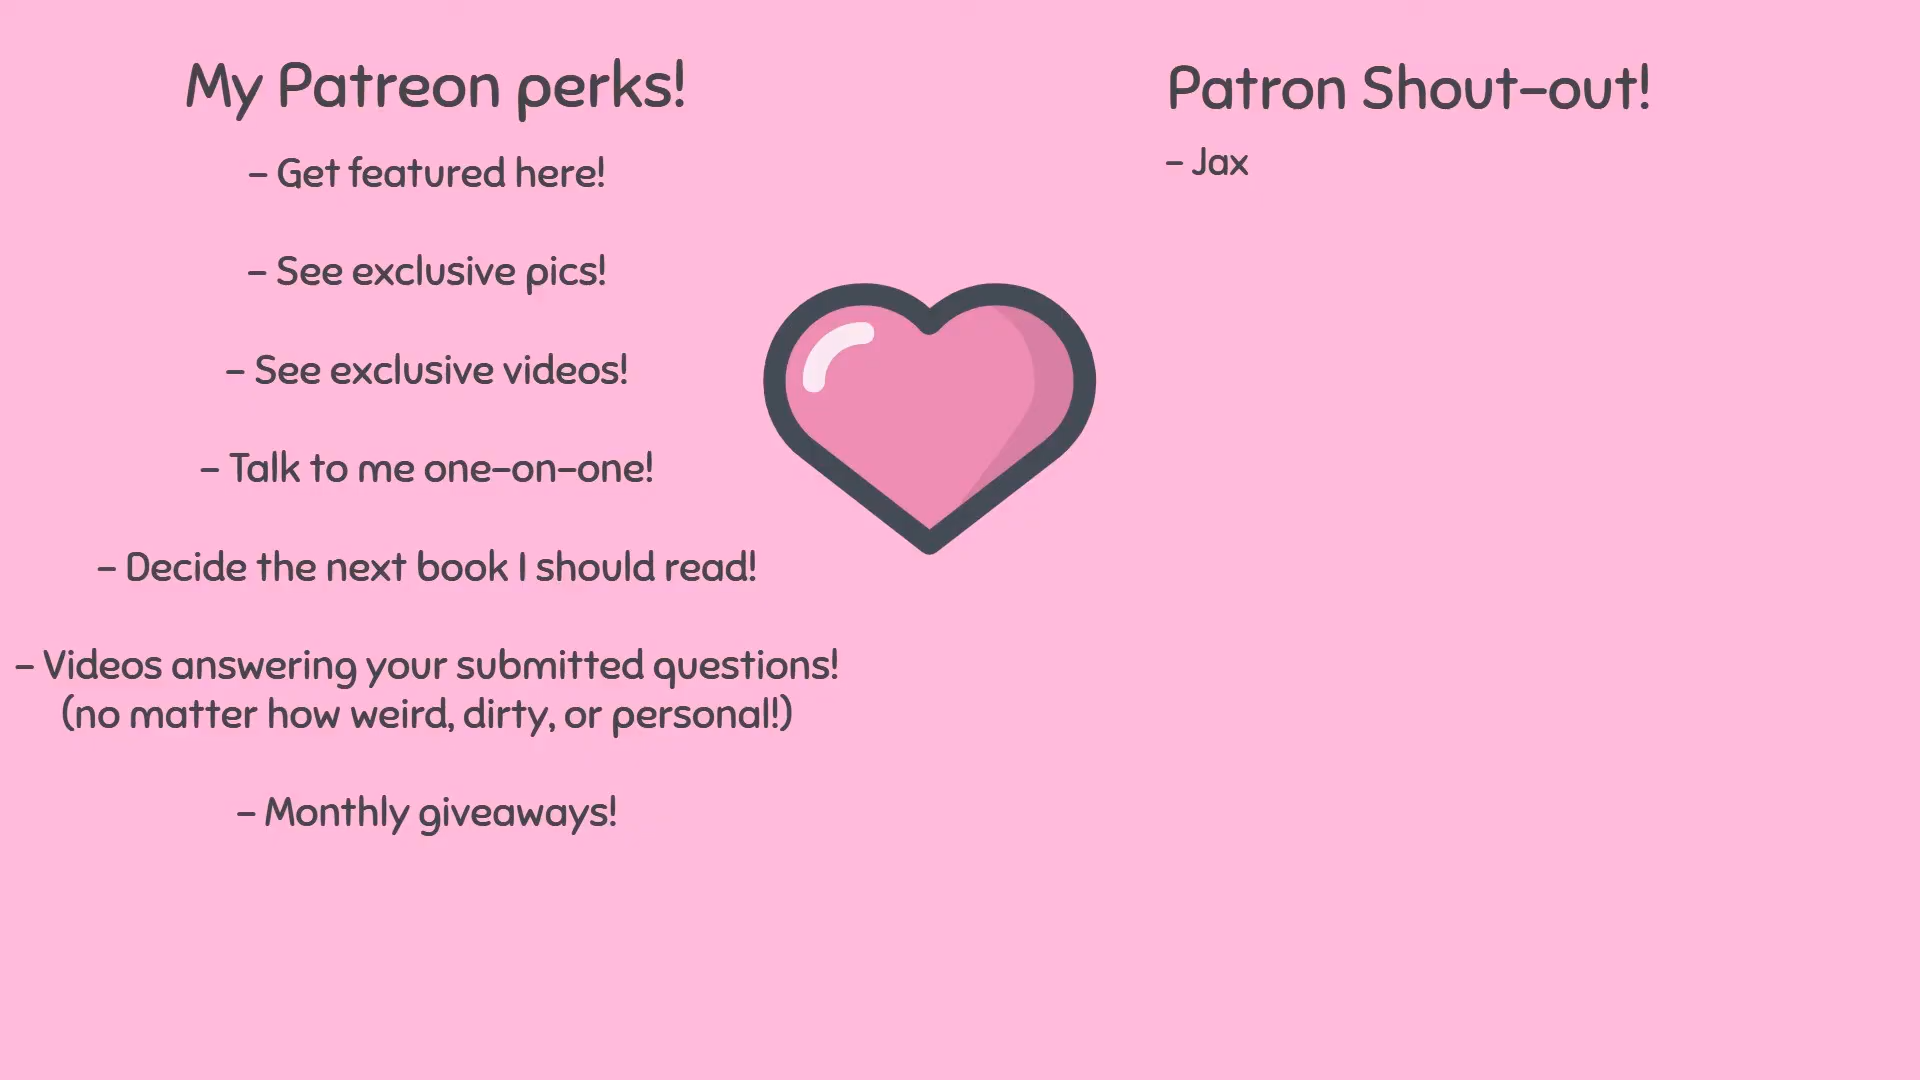 My Patreon perks!
- Get featured here!
- See exclusive pics!
- See exclusive videos!
- Talk to me one-on-one!
- Decide the next book I should read!
- Videos answering your submitted questions!
(no matter how weird, dirty, or personal!)
- Monthly giveaways!
Patron Shout-out!
- Jax